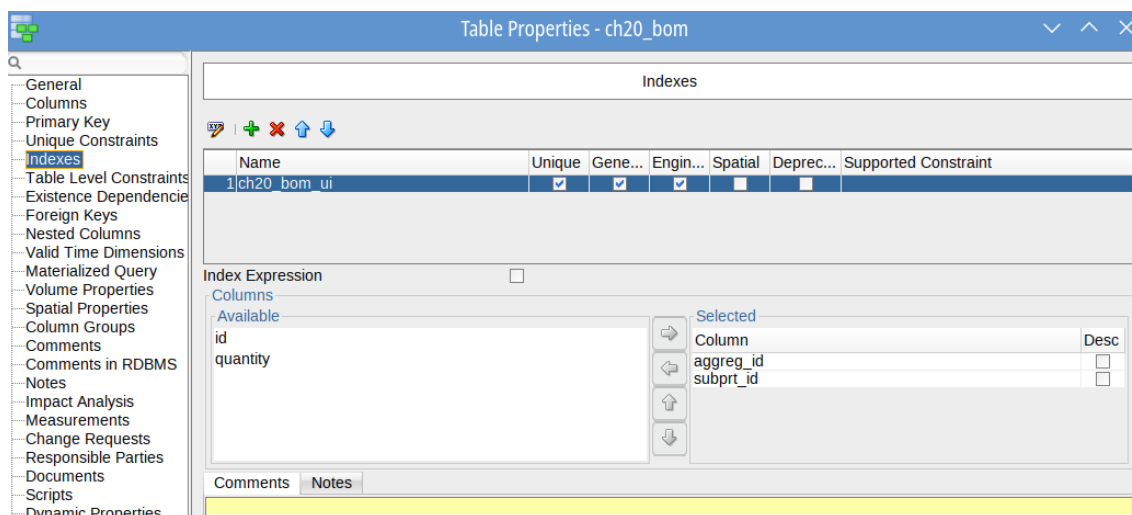 Table Properties - ch20_bom
General
Columns
Primary Key
Unique Constraints
Indexes
Table Level Constraints
Existence Dependencie
Foreign Keys
Nested Columns
Valid Time Dimensions
Materialized Query
Volume Properties
Spatial Properties
Column Groups
Comments
Comments in RDBMS
Notes
Impact Analysis
Measurements
Change Requests
Responsible Parties
Documents
Scripts
Dynamic Properties
Indexes
Name Unique Gene... Engin... Spatial Deprec... Supported Constraint
1 ch20_bom_ui
Index Expression
Columns
Available
id
quantity
Selected
Column Desc
aggreg_id
subprt_id
Comments Notes